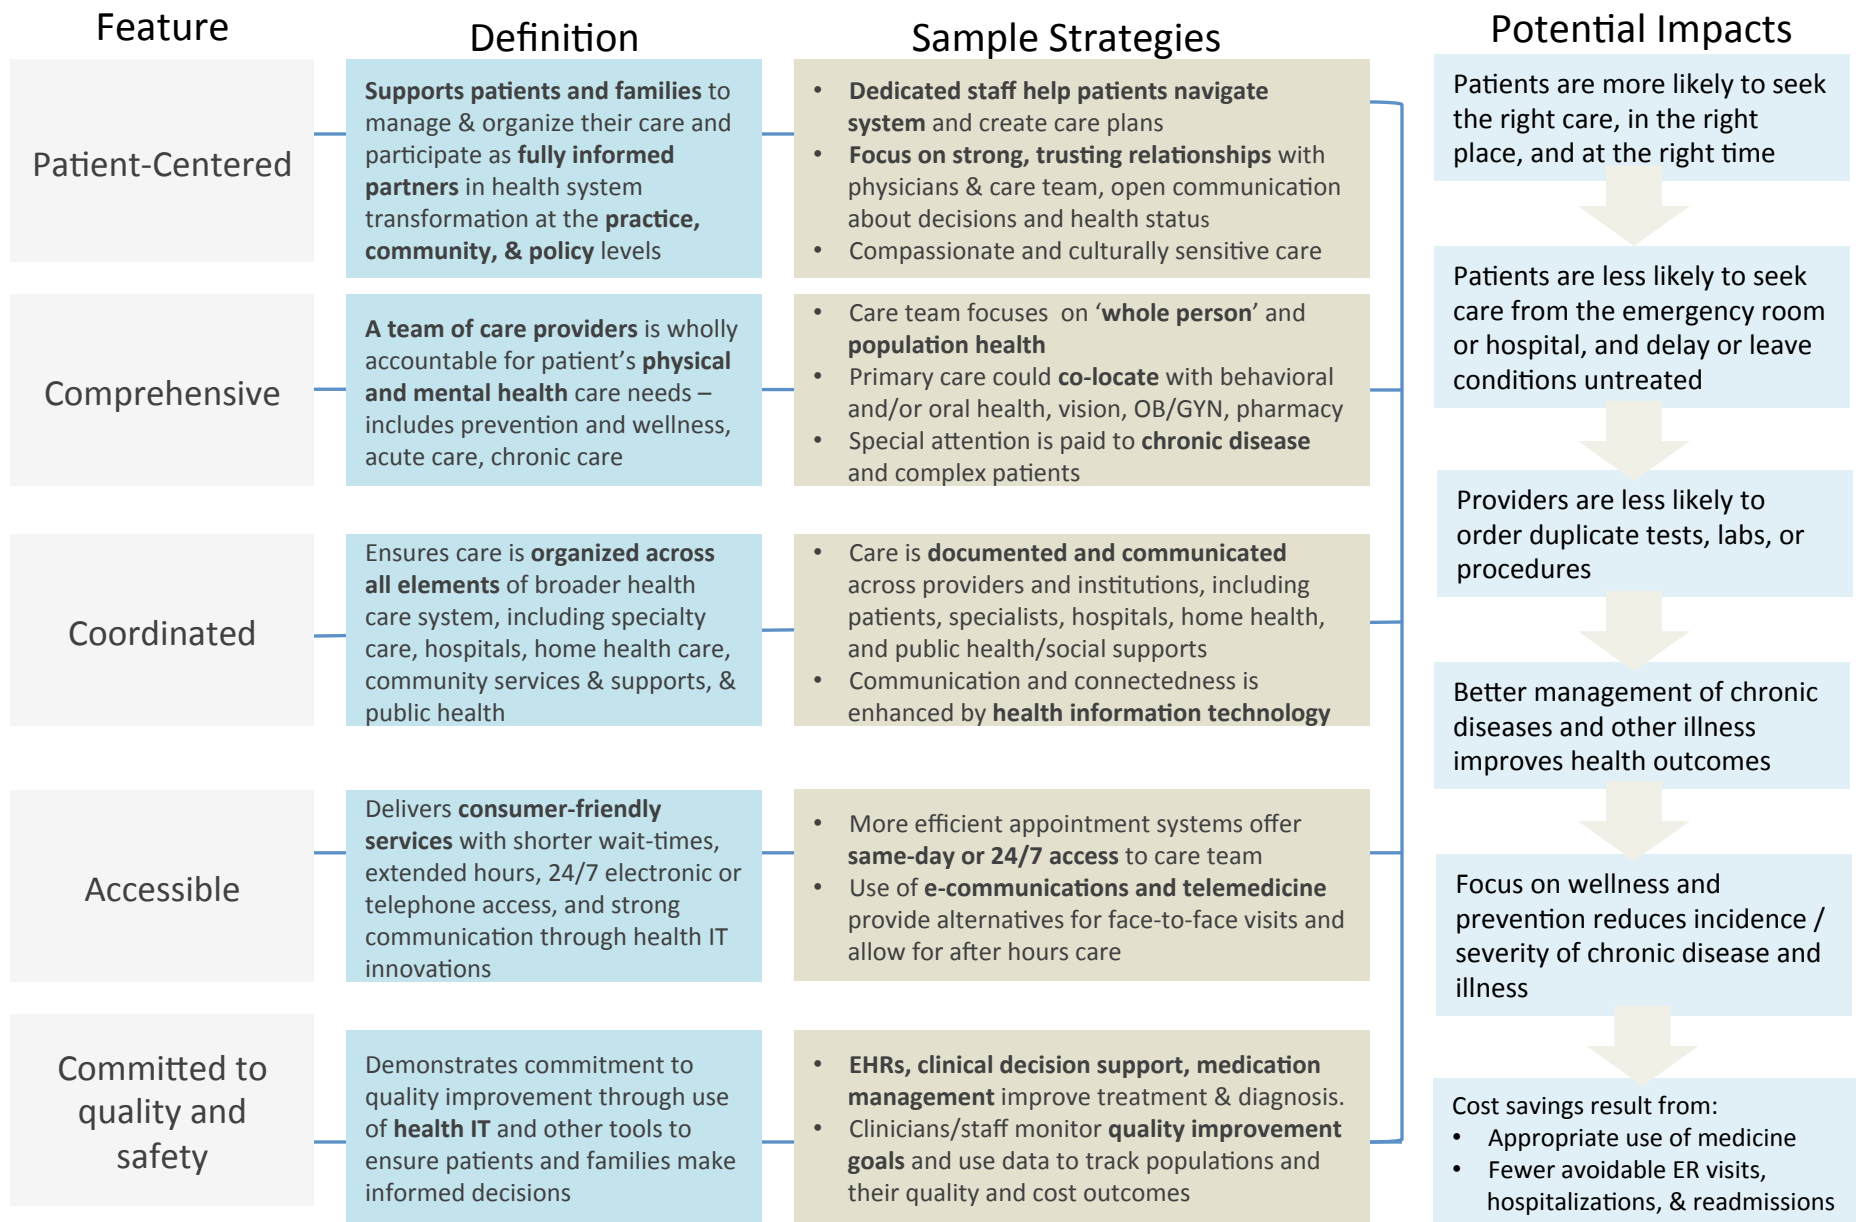 Feature
Definition
Sample Strategies
Potential Impacts
Patient-Centered
Supports patients and families to
manage & organize their care and
participate as fully informed
partners in health system
transformation at the practice,
community, & policy levels
• Dedicated staff help patients navigate
system and create care plans
• Focus on strong, trusting relationships with
physicians & care team, open communication
about decisions and health status
• Compassionate and culturally sensitive care
Comprehensive
A team of care providers is wholly
accountable for patient’s physical
and mental health care needs –
includes prevention and wellness,
acute care, chronic care
• Care team focuses on ‘whole person’ and
population health
• Primary care could co-locate with behavioral
and/or oral health, vision, OB/GYN, pharmacy
• Special attention is paid to chronic disease
and complex patients
Coordinated
Ensures care is organized across
all elements of broader health
care system, including specialty
care, hospitals, home health care,
community services & supports, &
public health
• Care is documented and communicated
across providers and institutions, including
patients, specialists, hospitals, home health,
and public health/social supports
• Communication and connectedness is
enhanced by health information technology
Accessible
Delivers consumer-friendly
services with shorter wait-times,
extended hours, 24/7 electronic or
telephone access, and strong
communication through health IT
innovations
• More efficient appointment systems offer
same-day or 24/7 access to care team
• Use of e-communications and telemedicine
provide alternatives for face-to-face visits and
allow for after hours care
Committed to
quality and
safety
Demonstrates commitment to
quality improvement through use
of health IT and other tools to
ensure patients and families make
informed decisions
• EHRs, clinical decision support, medication
management improve treatment & diagnosis.
• Clinicians/staff monitor quality improvement
goals and use data to track populations and
their quality and cost outcomes
Patients are more likely to seek
the right care, in the right
place, and at the right time
Patients are less likely to seek
care from the emergency room
or hospital, and delay or leave
conditions untreated
Providers are less likely to
order duplicate tests, labs, or
procedures
Better management of chronic
diseases and other illness
improves health outcomes
Focus on wellness and
prevention reduces incidence /
severity of chronic disease and
illness
Cost savings result from:
• Appropriate use of medicine
• Fewer avoidable ER visits,
hospitalizations, & readmissions